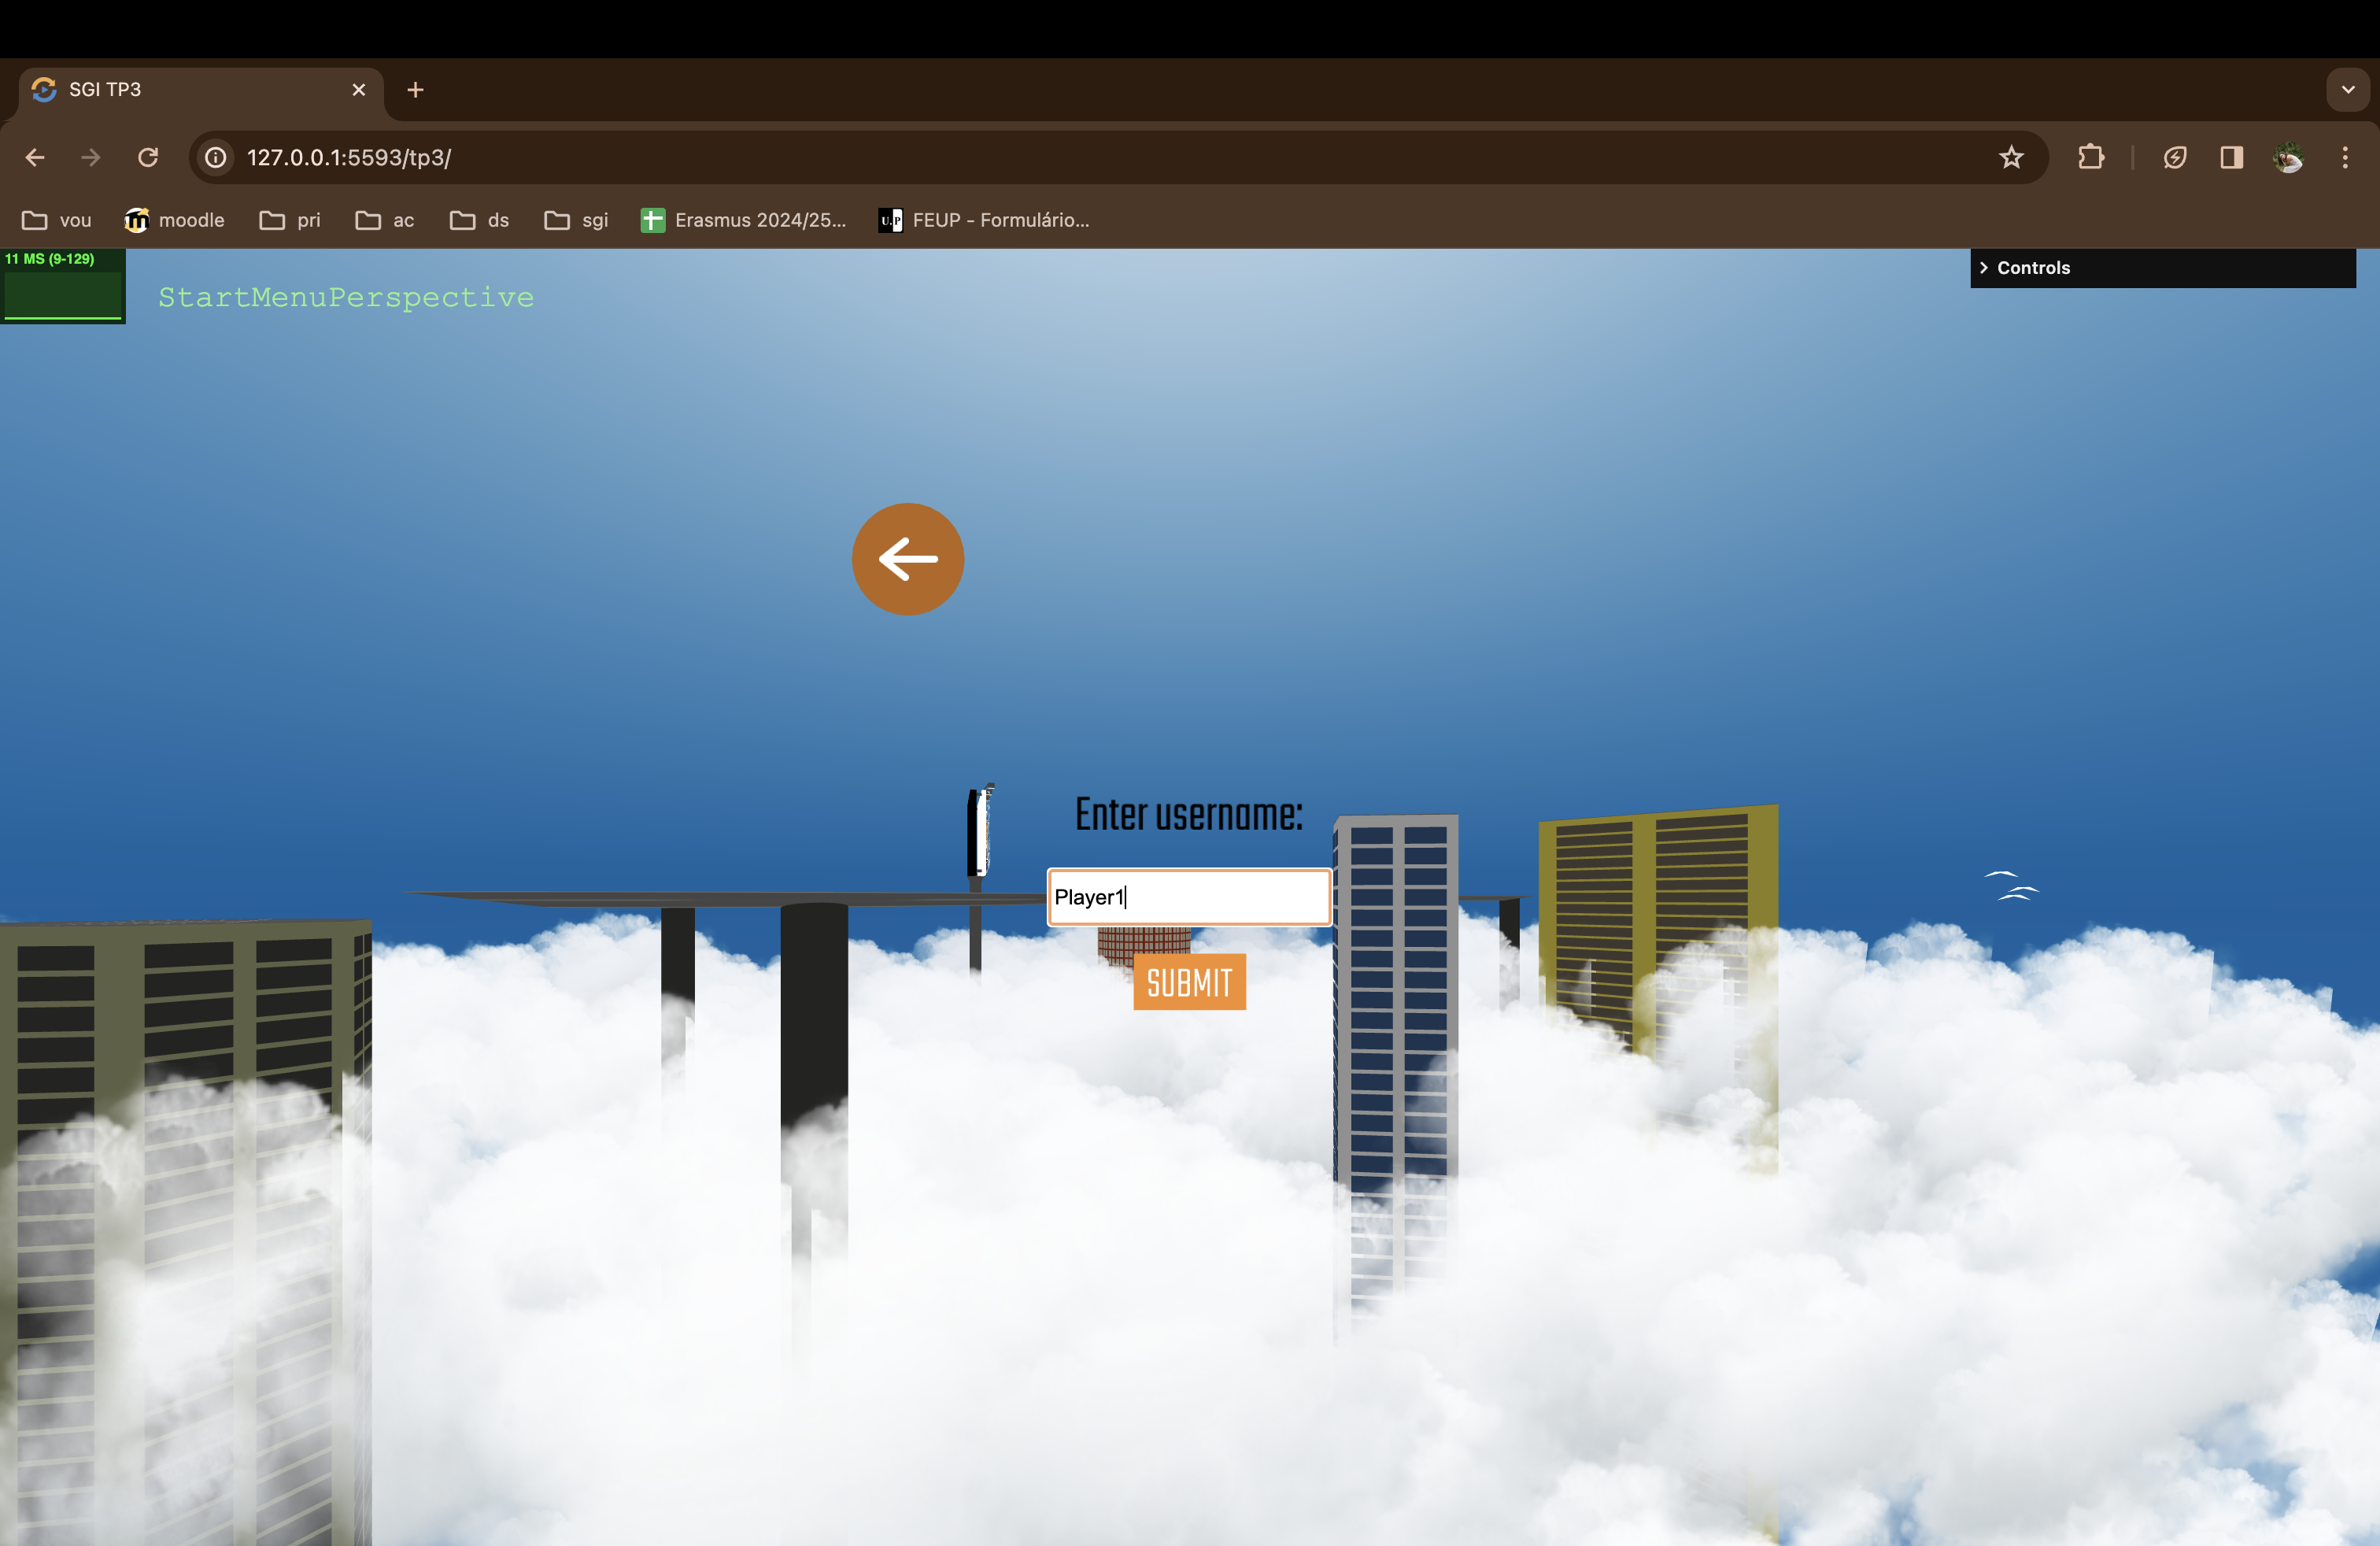 SGI TP3
127.0.0.1:5593/tp3/
vou moodle pri ac ds sgi Erasmus 2024/25... U.P FEUP - Formulário...
11 MS (9-129)
Controls
StartMenuPerspective
Enter username:
Player1
SUBMIT